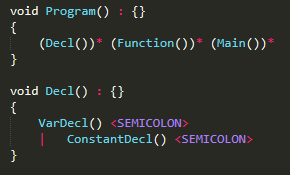 void Program() : {}
{
    (Decl())* (Function())* (Main())*
}

void Decl() : {}
{
    VarDecl() <SEMICOLON>
    |   ConstantDecl() <SEMICOLON>
}